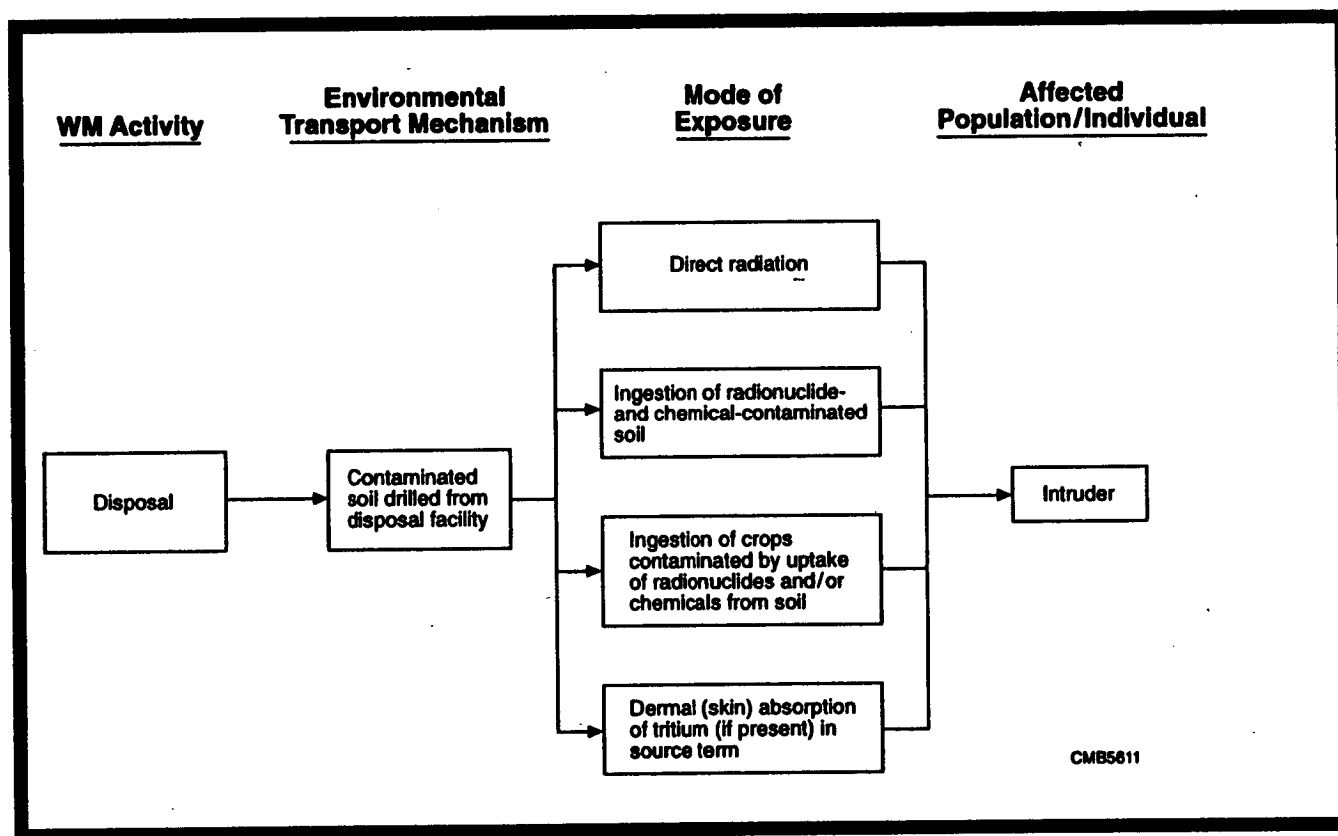 WM Activity
Environmental
Transport Mechanism
Mode of
Exposure
Affected
Population/Individual
Disposal
Contaminated
soil drilled from
disposal facility
Direct radiation
Ingestion of radionuclide-
and chemical-contaminated
soil
Ingestion of crops
contaminated by uptake
of radionuclides and/or
chemicals from soil
Dermal (skin) absorption
of tritium (if present) in
source term
Intruder
CMB5611